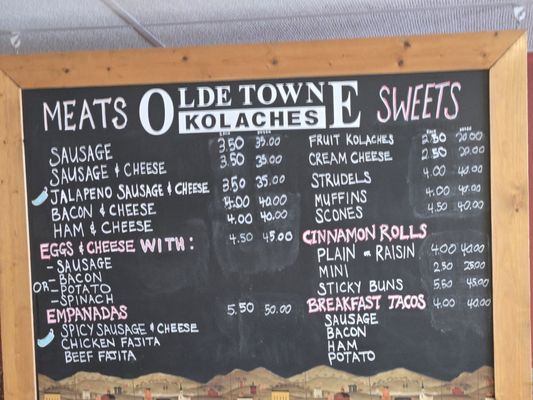 MEATS OLDE TOWNE KOLACHES SWEETS
SAUSAGE 3.50 35.00
SAUSAGE & CHEESE 3.50 35.00
JALAPENO SAUSAGE & CHEESE 3.50 35.00
BACON & CHEESE 4.00 40.00
HAM & CHEESE 4.00 40.00
EGGS & CHEESE WITH: 4.50 45.00
- SAUSAGE
- BACON
OR - POTATO
- SPINACH
EMPANADAS 5.50 50.00
SPICY SAUSAGE & CHEESE
CHICKEN FAJITA
BEEF FAJITA
FRUIT KOLACHES 2.50 20.00
CREAM CHEESE 2.50 20.00
STRUDELS 4.00 40.00
MUFFINS 4.00 40.00
SCONES 4.50 40.00
CINNAMON ROLLS
PLAIN OR RAISIN 4.00 40.00
MINI 2.50 25.00
STICKY BUNS 5.50 45.00
BREAKFAST TACOS 4.00 40.00
SAUSAGE
BACON
HAM
POTATO